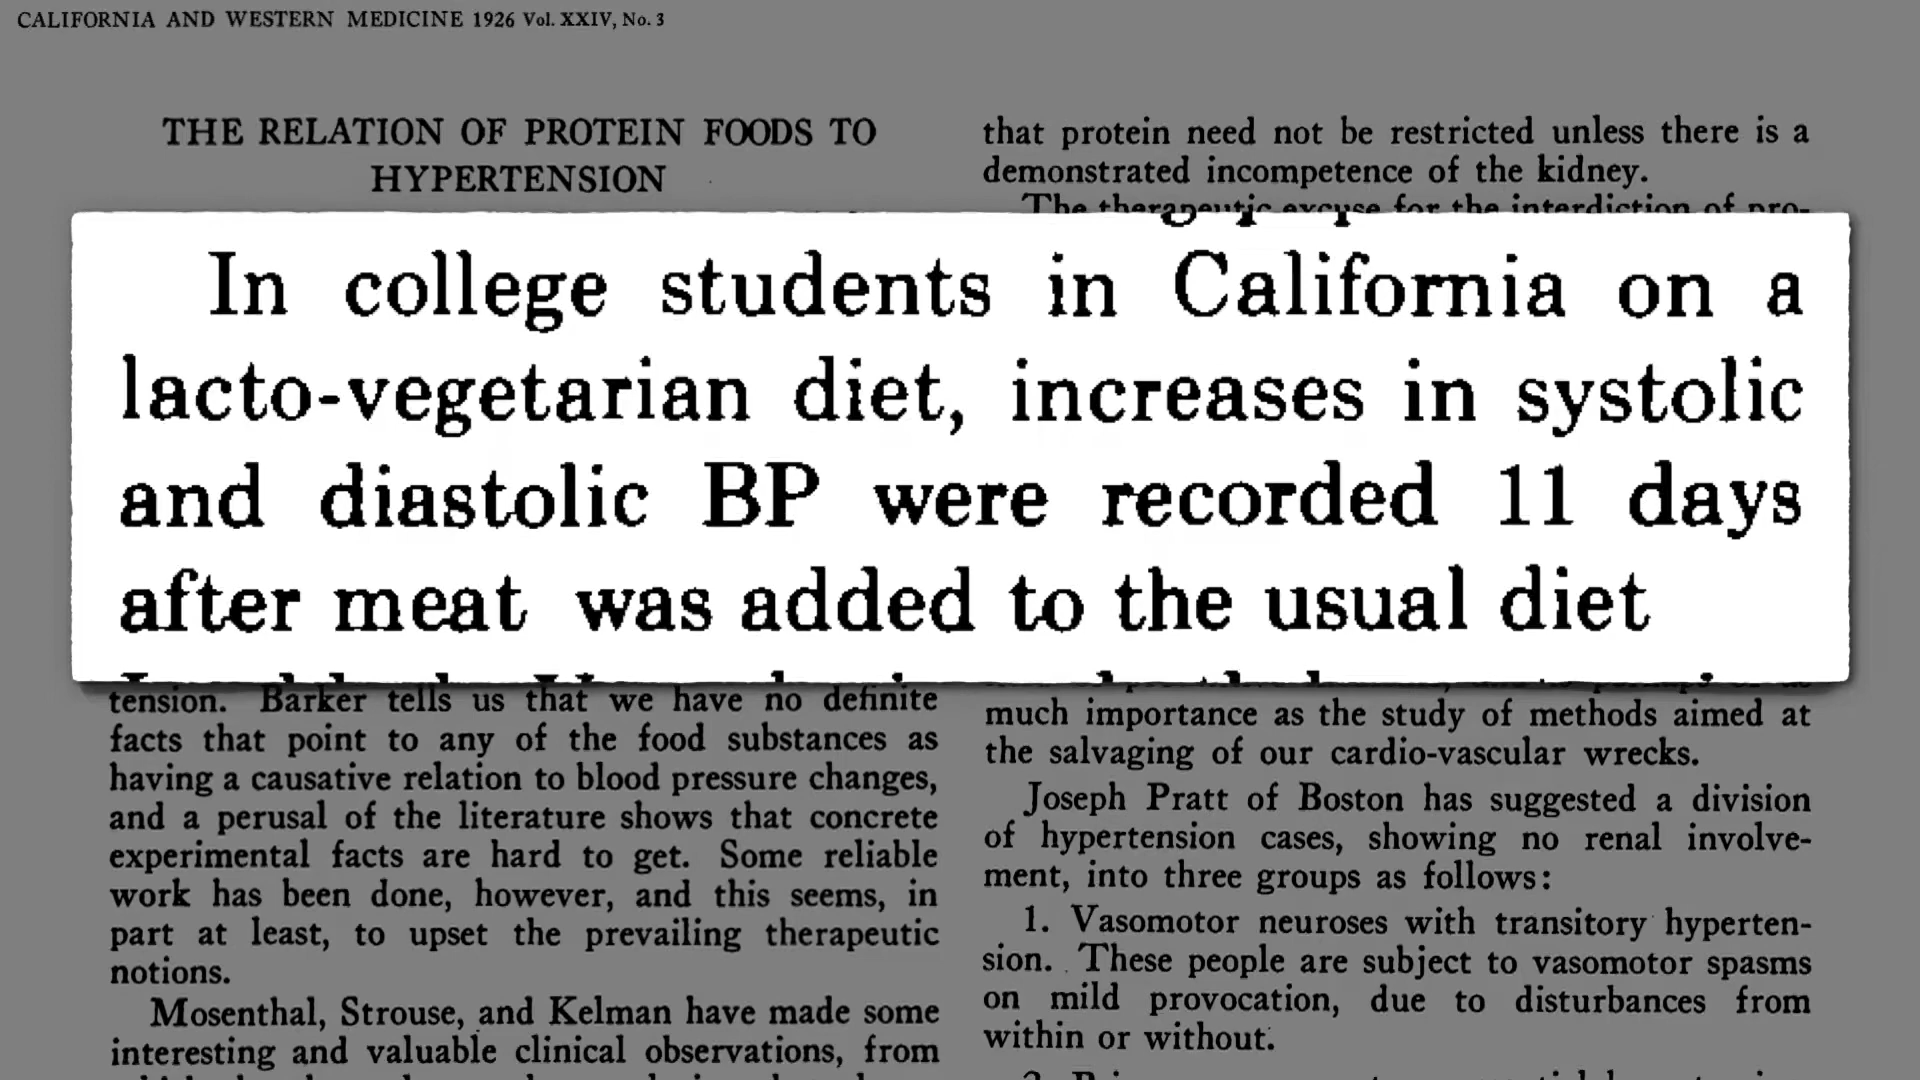 CALIFORNIA AND WESTERN MEDICINE 1926 Vol. XXIV, No. 3
THE RELATION OF PROTEIN FOODS TO
HYPERTENSION
In college students in California on a
lacto-vegetarian diet, increases in systolic
and diastolic BP were recorded 11 days
after meat was added to the usual diet
tension. Barker tells us that we have no definite
facts that point to any of the food substances as
having a causative relation to blood pressure changes,
and a perusal of the literature shows that concrete
experimental facts are hard to get. Some reliable
work has been done, however, and this seems, in
part at least, to upset the prevailing therapeutic
notions.
Mosenthal, Strouse, and Kelman have made some
interesting and valuable clinical observations, from
that protein need not be restricted unless there is a
demonstrated incompetence of the kidney.
The therapeutic excuse for the interdiction of pro-
much importance as the study of methods aimed at
the salvaging of our cardio-vascular wrecks.
Joseph Pratt of Boston has suggested a division
of hypertension cases, showing no renal involve-
ment, into three groups as follows:
1. Vasomotor neuroses with transitory hyperten-
sion. These people are subject to vasomotor spasms
on mild provocation, due to disturbances from
within or without.